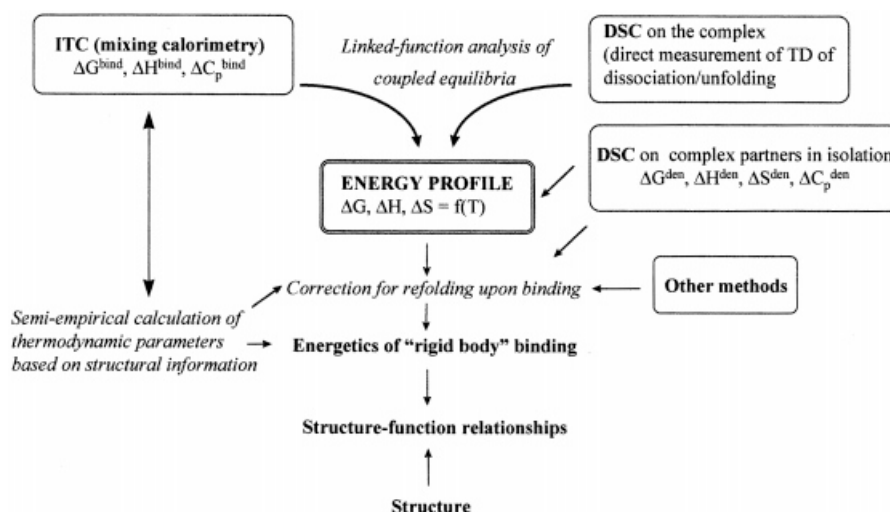 ITC (mixing calorimetry)
ΔG^bind, ΔH^bind, ΔC_p^bind
Linked-function analysis of
coupled equilibria
DSC on the complex
(direct measurement of TD of
dissociation/unfolding
DSC on complex partners in isolation
ΔG^den, ΔH^den, ΔS^den, ΔC_p^den
ENERGY PROFILE
ΔG, ΔH, ΔS = f(T)
Correction for refolding upon binding
Other methods
Semi-empirical calculation of
thermodynamic parameters
based on structural information
Energetics of “rigid body” binding
Structure-function relationships
Structure